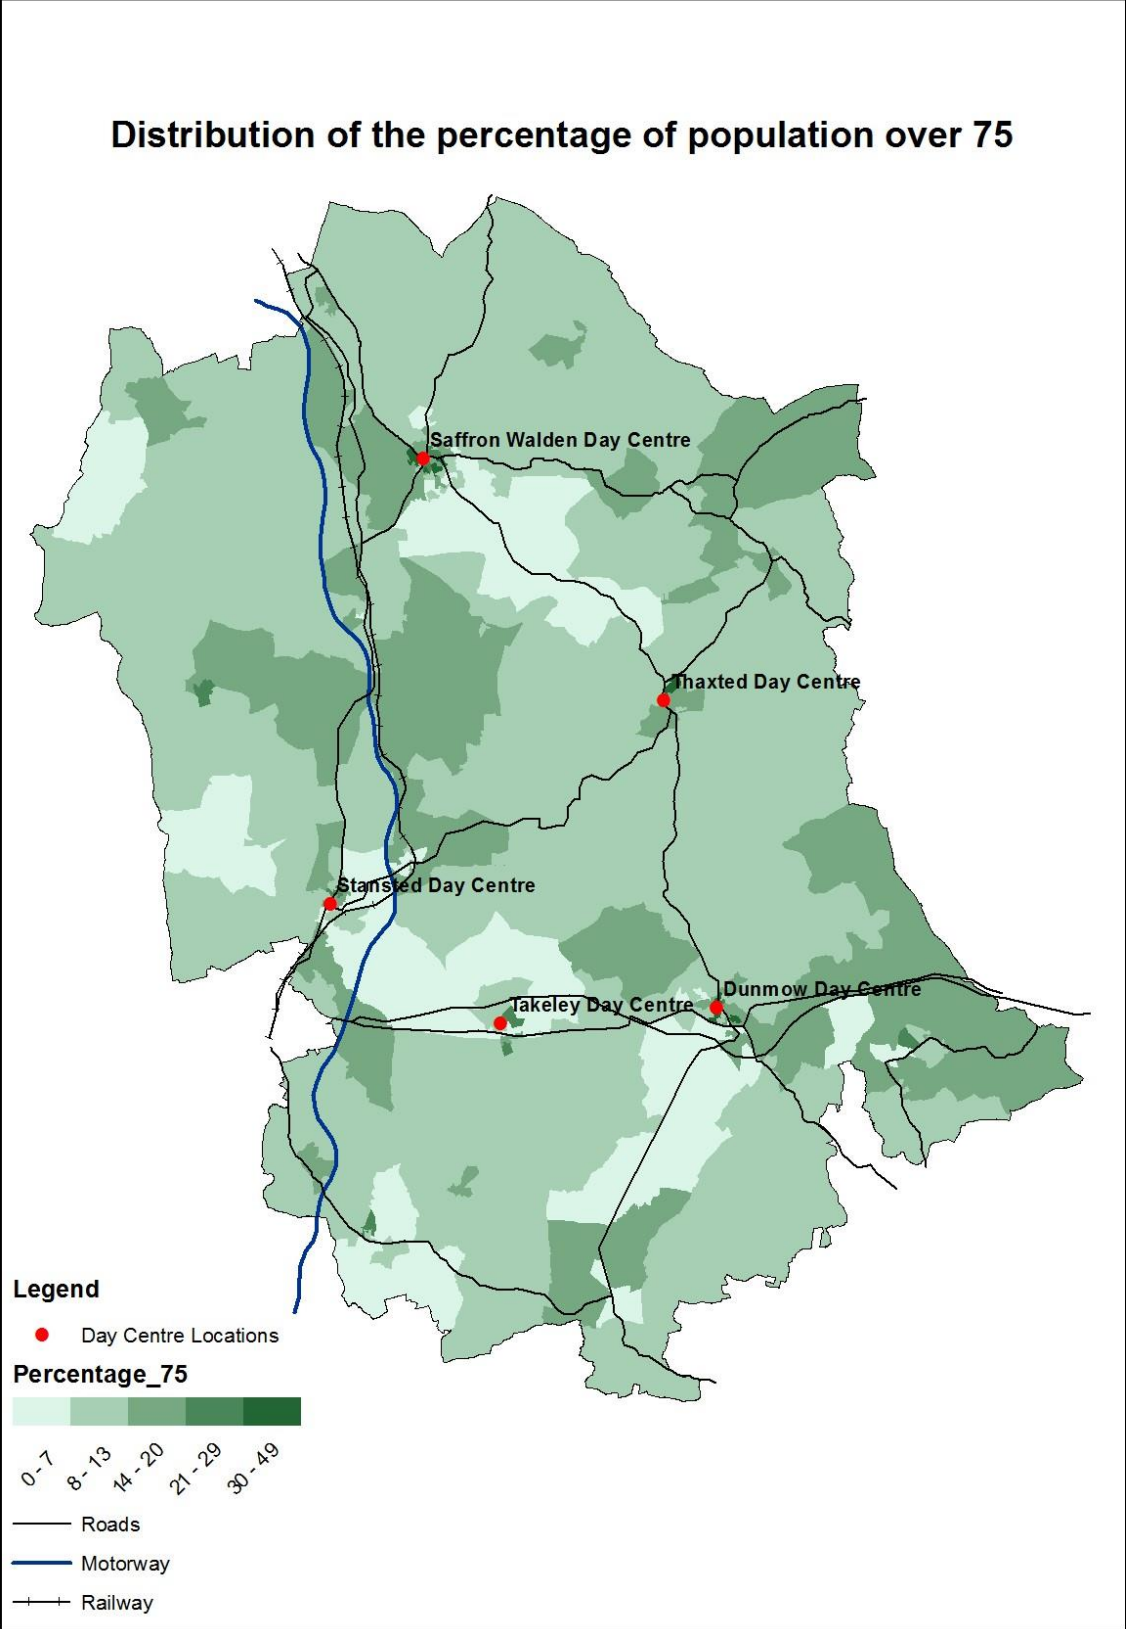 Distribution of the percentage of population over 75
Saffron Walden Day Centre
Thaxted Day Centre
Stansted Day Centre
Dunmow Day Centre
Takeley Day Centre
Legend
Day Centre Locations
Percentage_75
0 - 7
8 - 13
14 - 20
21 - 29
30 - 49
Roads
Motorway
Railway